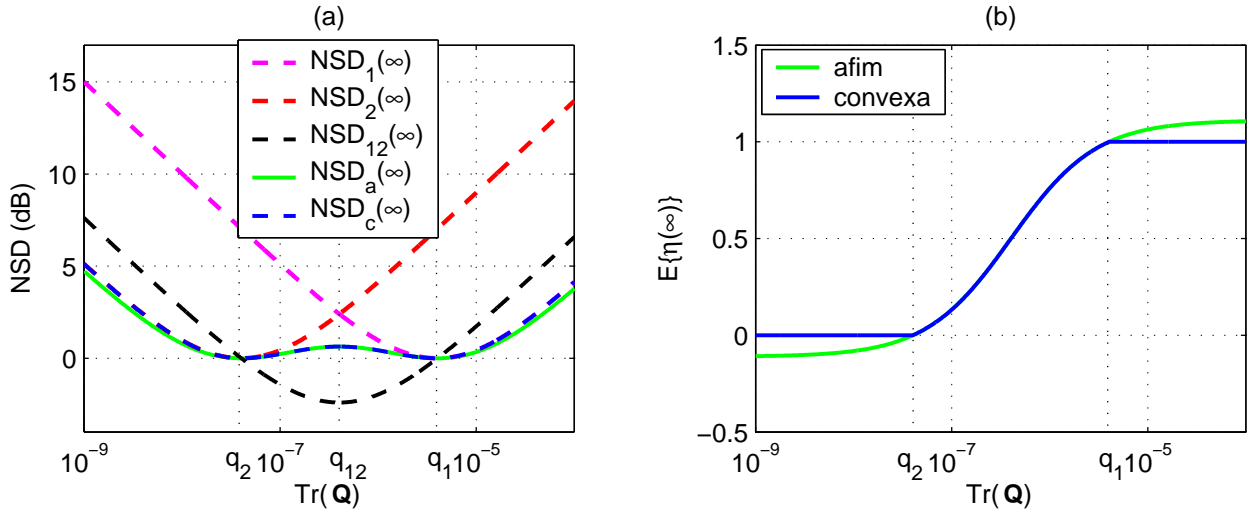 (a)
NSD (dB)
15
10
5
0
NSD₁(∞)
NSD₂(∞)
NSD₁₂(∞)
NSDₐ(∞)
NSD_c(∞)
10⁻⁹ q₂ 10⁻⁷ q₁₂ q₁ 10⁻⁵
Tr(Q)
(b)
E{η(∞)}
1.5
1
0.5
0
−0.5
afim
convexa
10⁻⁹ q₂ 10⁻⁷ q₁ 10⁻⁵
Tr(Q)